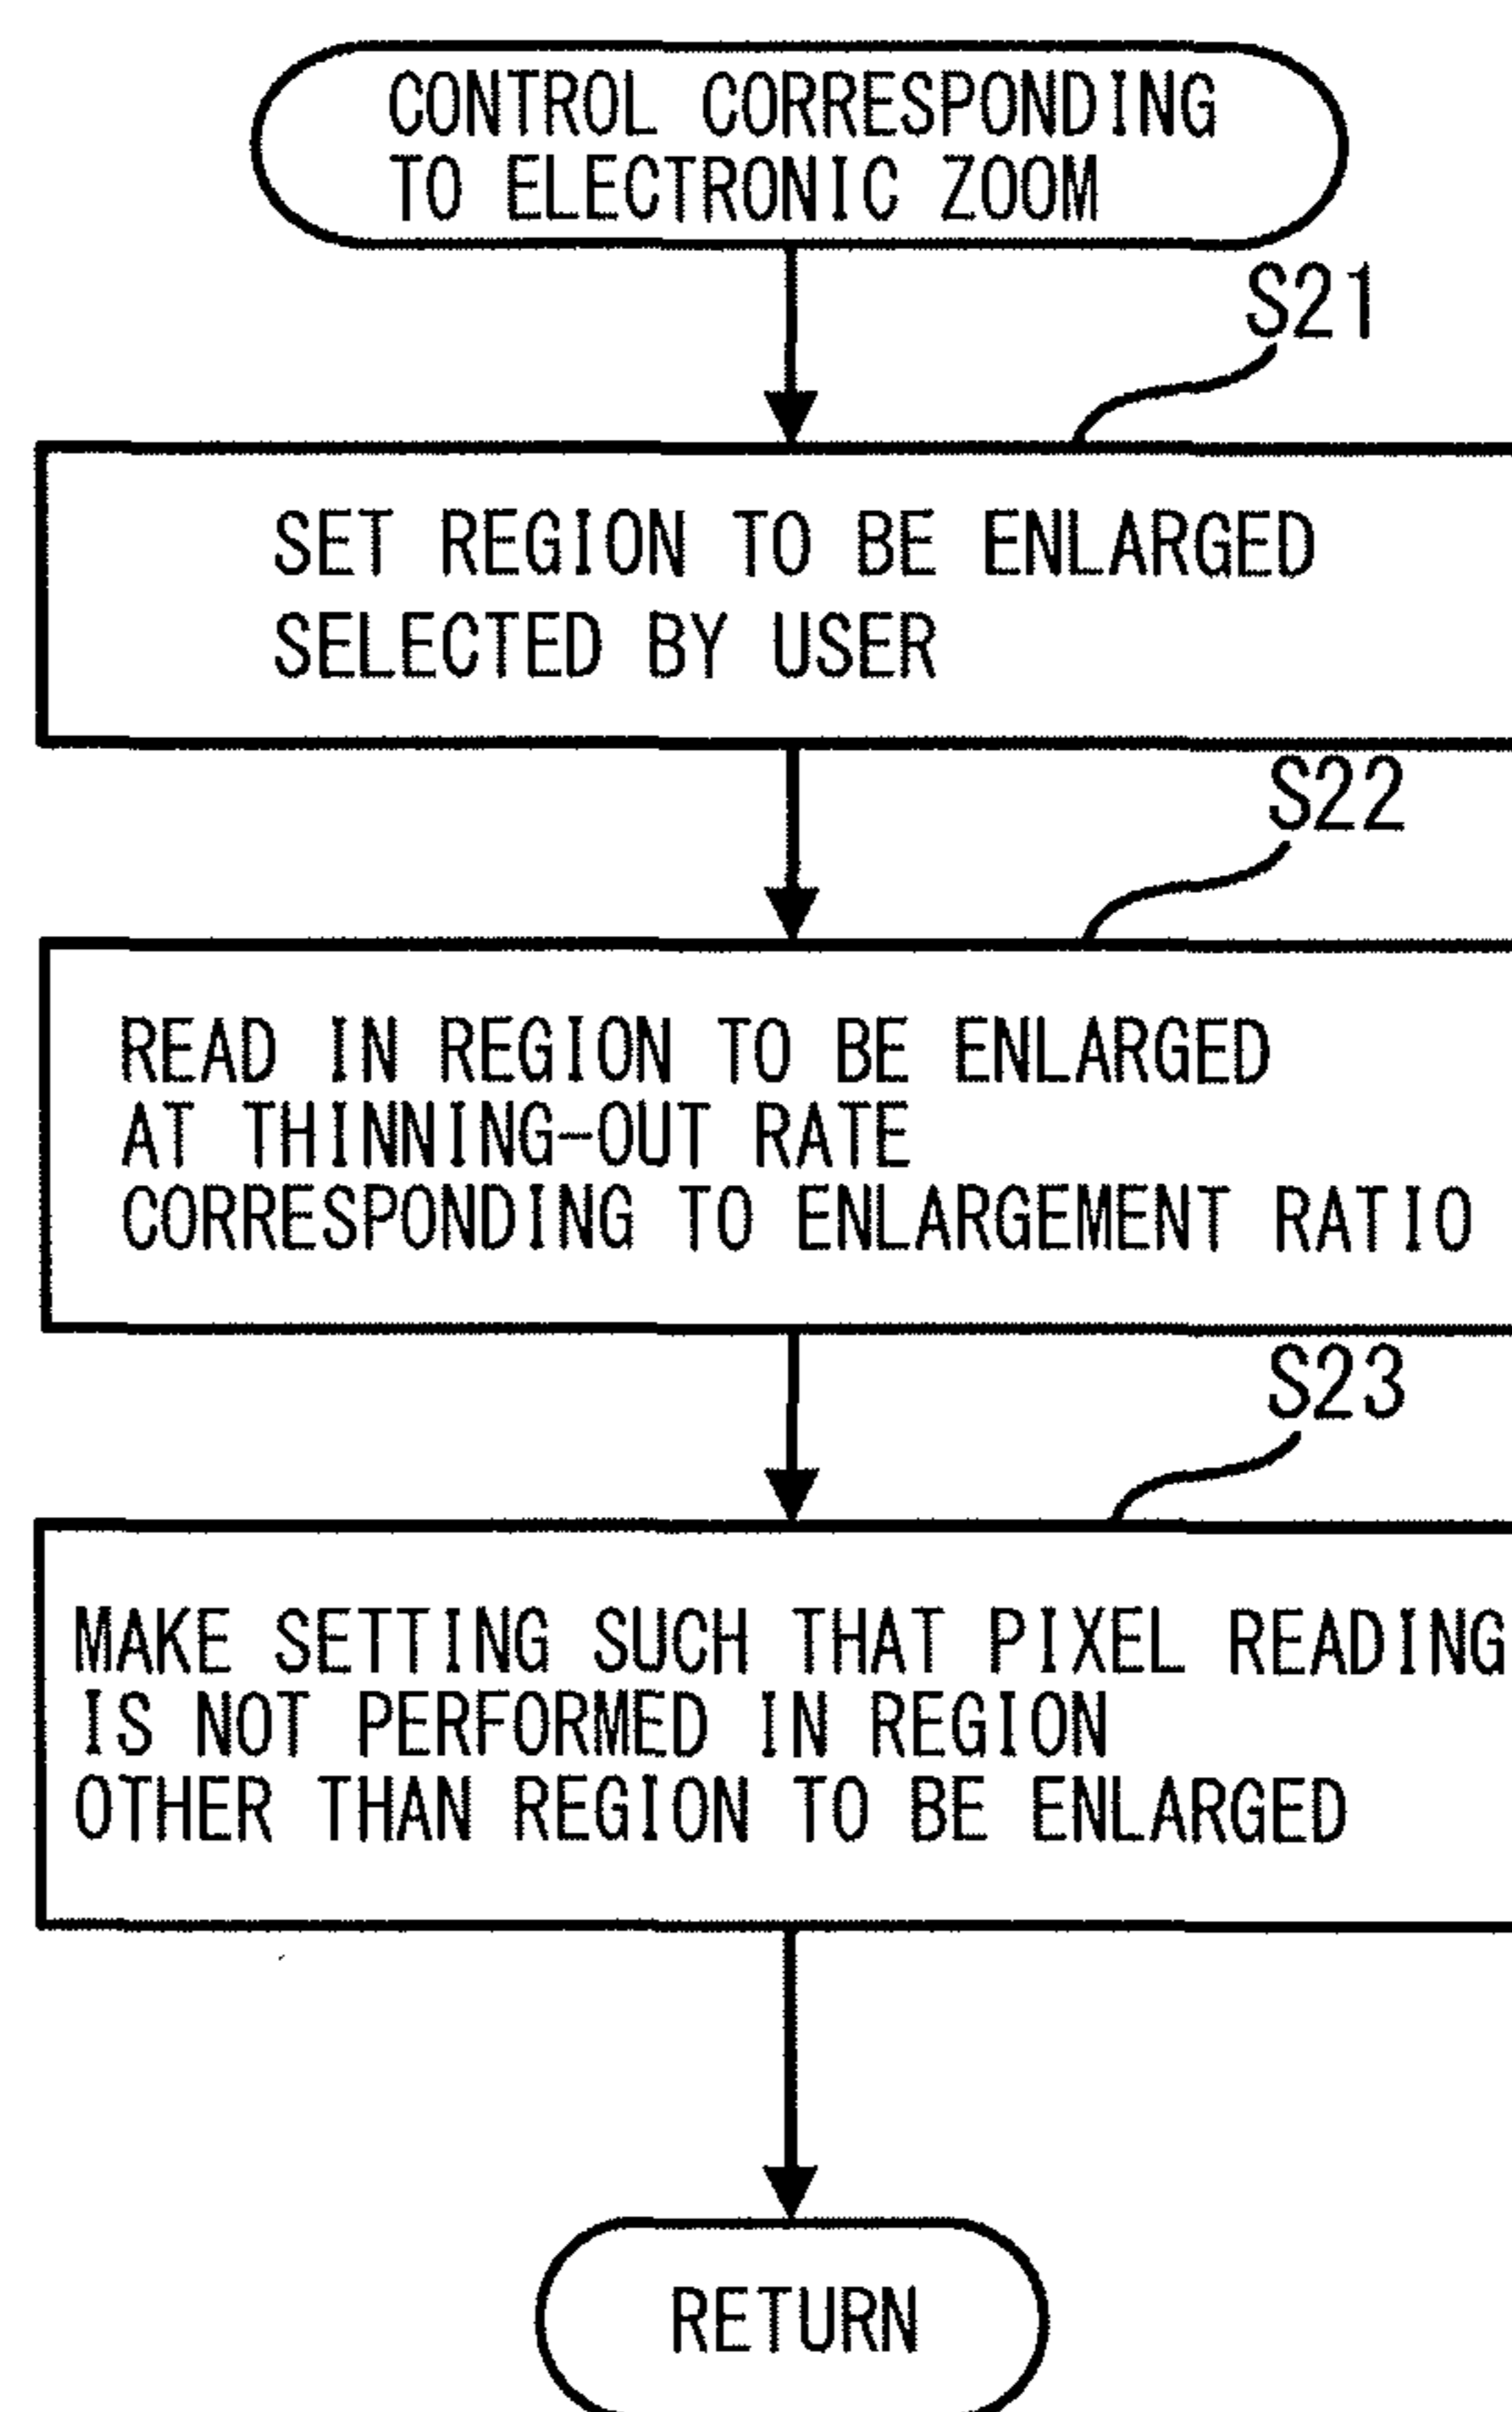 CONTROL CORRESPONDING
TO ELECTRONIC ZOOM
S21
SET REGION TO BE ENLARGED
SELECTED BY USER
S22
READ IN REGION TO BE ENLARGED
AT THINNING-OUT RATE
CORRESPONDING TO ENLARGEMENT RATIO
S23
MAKE SETTING SUCH THAT PIXEL READING
IS NOT PERFORMED IN REGION
OTHER THAN REGION TO BE ENLARGED
RETURN